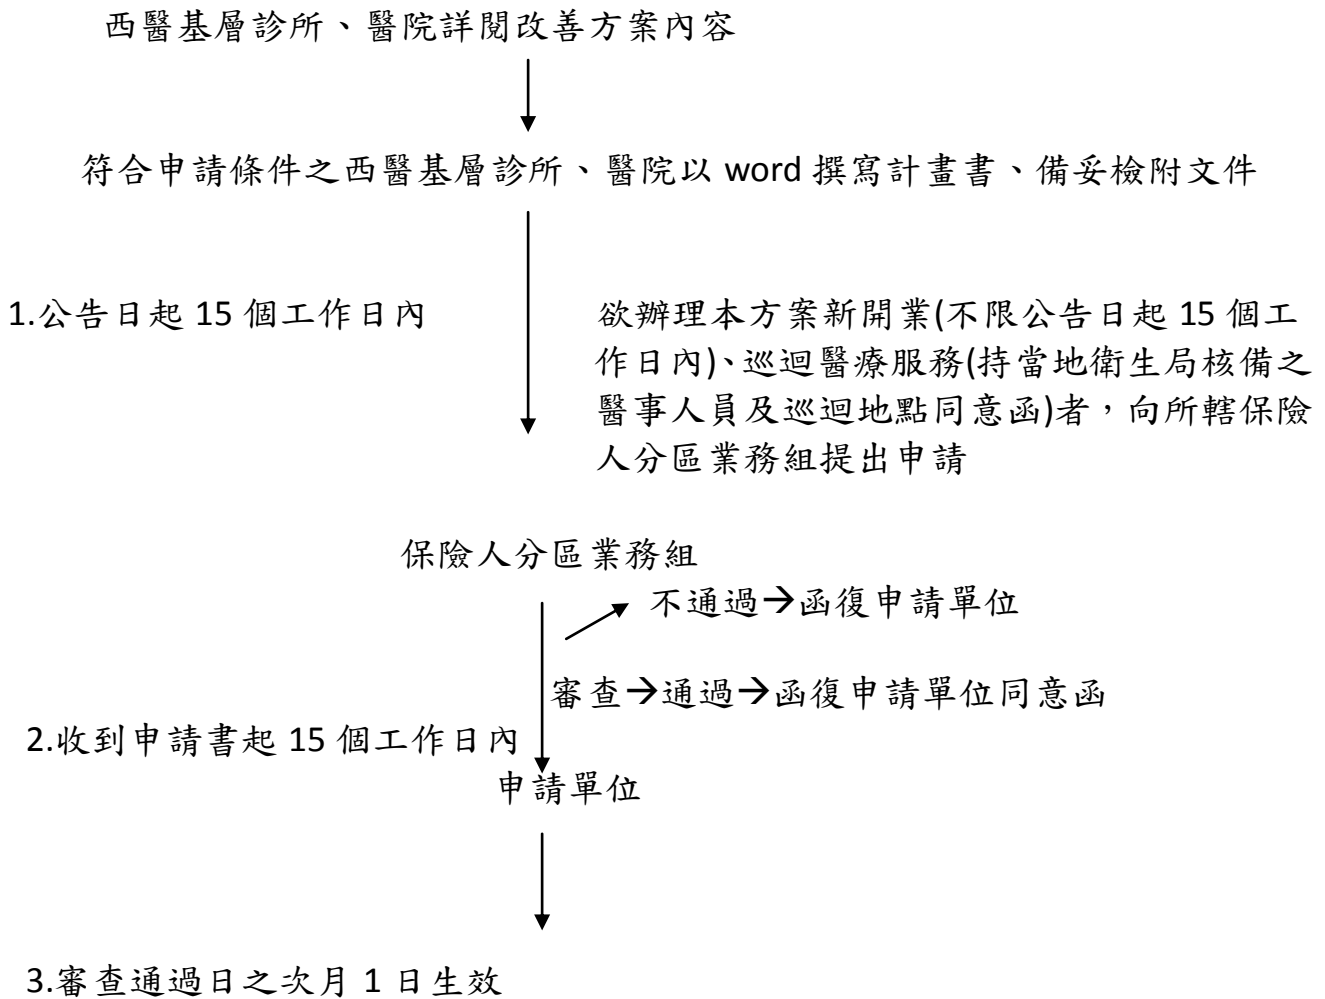 西醫基層診所、醫院詳閱改善方案內容
符合申請條件之西醫基層診所、醫院以 word 撰寫計畫書、備妥檢附文件
1.公告日起 15 個工作日內
欲辦理本方案新開業(不限公告日起 15 個工
作日內)、巡迴醫療服務(持當地衛生局核備之
醫事人員及巡迴地點同意函)者，向所轄保險
人分區業務組提出申請
保險人分區業務組
不通過→函復申請單位
審查→通過→函復申請單位同意函
2.收到申請書起 15 個工作日內
申請單位
3.審查通過日之次月 1 日生效